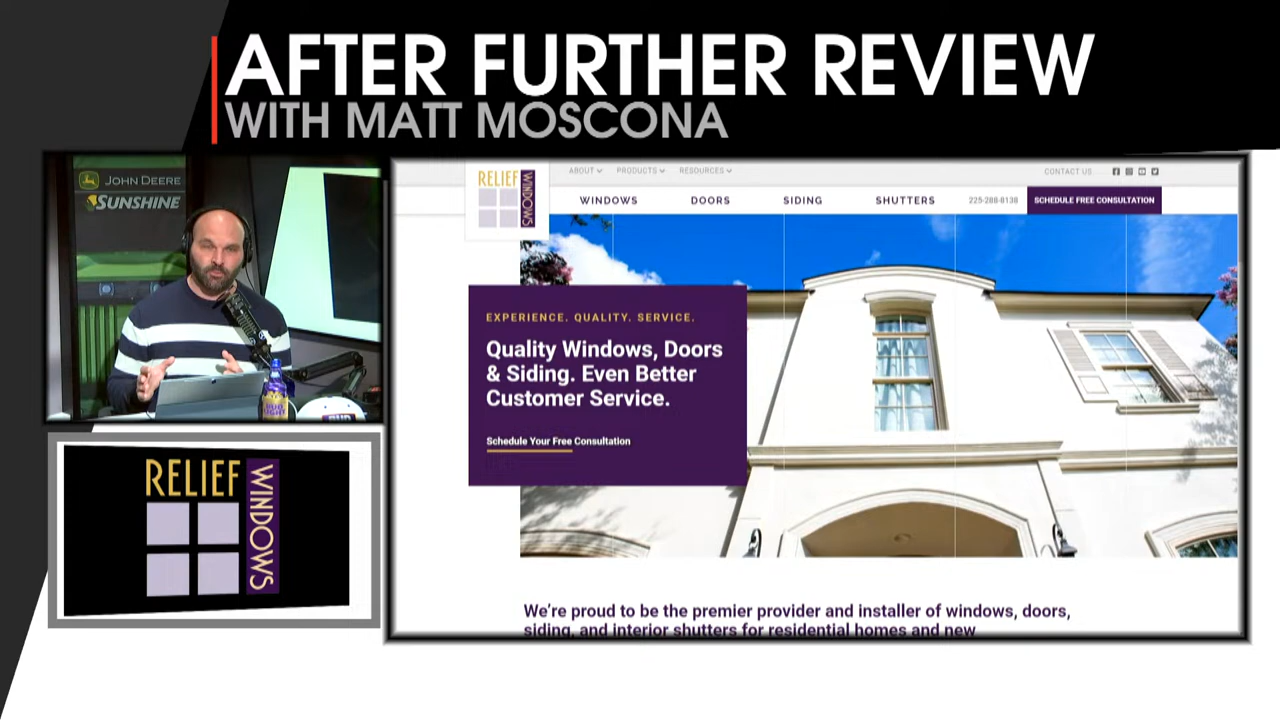 AFTER FURTHER REVIEW
WITH MATT MOSCONA
JOHN DEERE
SUNSHINE
BUD LIGHT
RELIEF
WINDOWS
ABOUT
PRODUCTS
RESOURCES
CONTACT US
RELIEF
WINDOWS
WINDOWS
DOORS
SIDING
SHUTTERS
225-288-8138
SCHEDULE FREE CONSULTATION
EXPERIENCE. QUALITY. SERVICE.
Quality Windows, Doors
& Siding. Even Better
Customer Service.
Schedule Your Free Consultation
We're proud to be the premier provider and installer of windows, doors,
siding, and interior shutters for residential homes and new